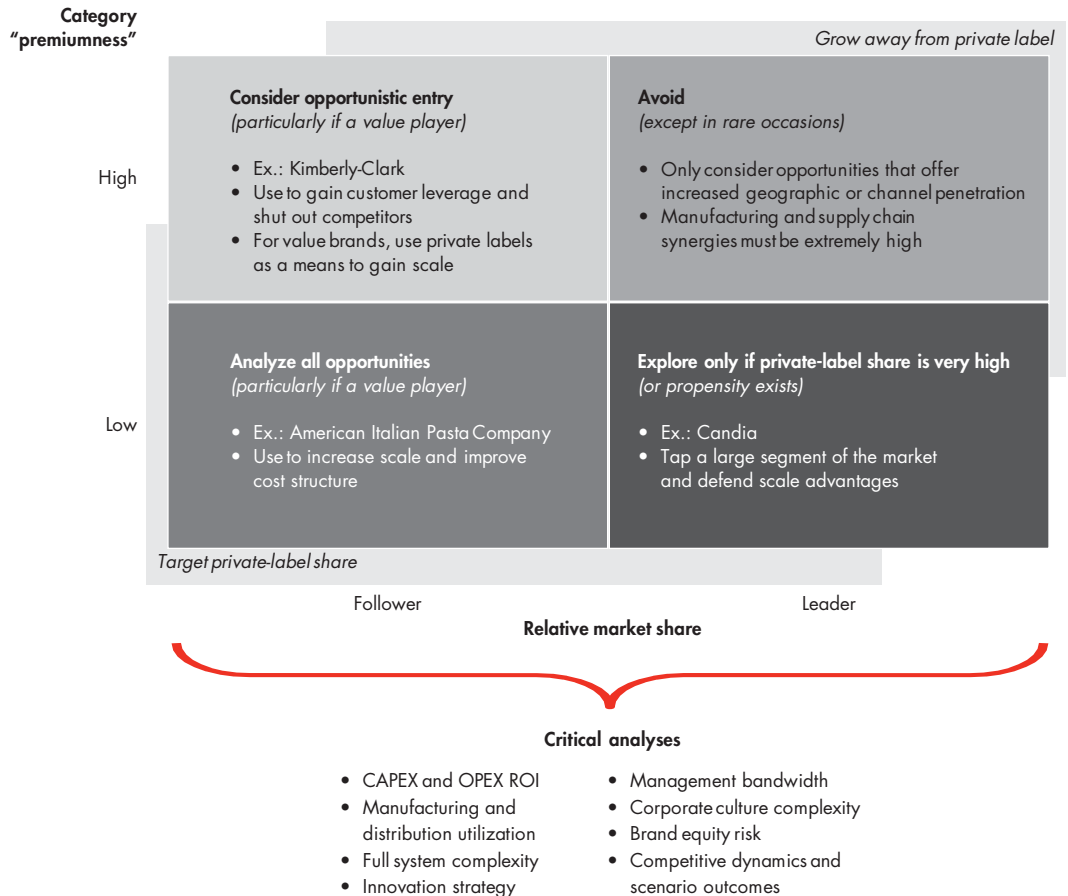 Category
“premiumness”
Grow away from private label
High
Consider opportunistic entry
(particularly if a value player)
• Ex.: Kimberly-Clark
• Use to gain customer leverage and
shut out competitors
• For value brands, use private labels
as a means to gain scale
Avoid
(except in rare occasions)
• Only consider opportunities that offer
increased geographic or channel penetration
• Manufacturing and supply chain
synergies must be extremely high
Low
Analyze all opportunities
(particularly if a value player)
• Ex.: American Italian Pasta Company
• Use to increase scale and improve
cost structure
Explore only if private-label share is very high
(or propensity exists)
• Ex.: Candia
• Tap a large segment of the market
and defend scale advantages
Target private-label share
Follower
Leader
Relative market share
Critical analyses
• CAPEX and OPEX ROI
• Manufacturing and
distribution utilization
• Full system complexity
• Innovation strategy
• Management bandwidth
• Corporate culture complexity
• Brand equity risk
• Competitive dynamics and
scenario outcomes